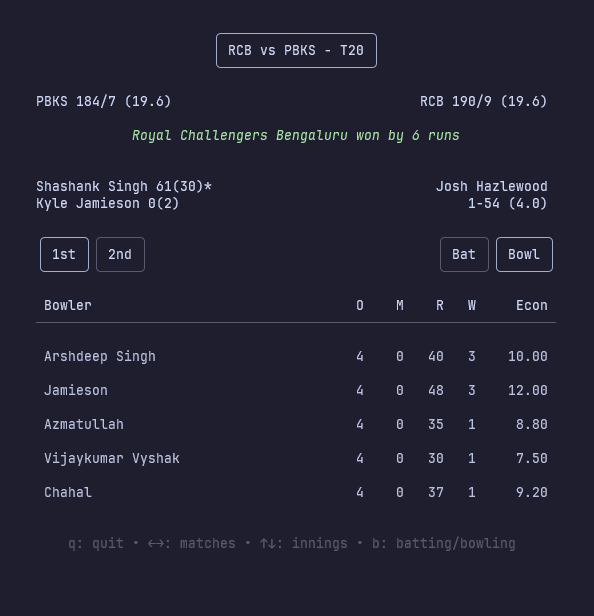 RCB vs PBKS - T20
PBKS 184/7 (19.6) RCB 190/9 (19.6)
Royal Challengers Bengaluru won by 6 runs
Shashank Singh 61(30)* Josh Hazlewood
Kyle Jamieson 0(2) 1-54 (4.0)
1st 2nd Bat Bowl
Bowler O M R W Econ
Arshdeep Singh 4 0 40 3 10.00
Jamieson 4 0 48 3 12.00
Azmatullah 4 0 35 1 8.80
Vijaykumar Vyshak 4 0 30 1 7.50
Chahal 4 0 37 1 9.20
q: quit • ↔: matches • ↑↓: innings • b: batting/bowling